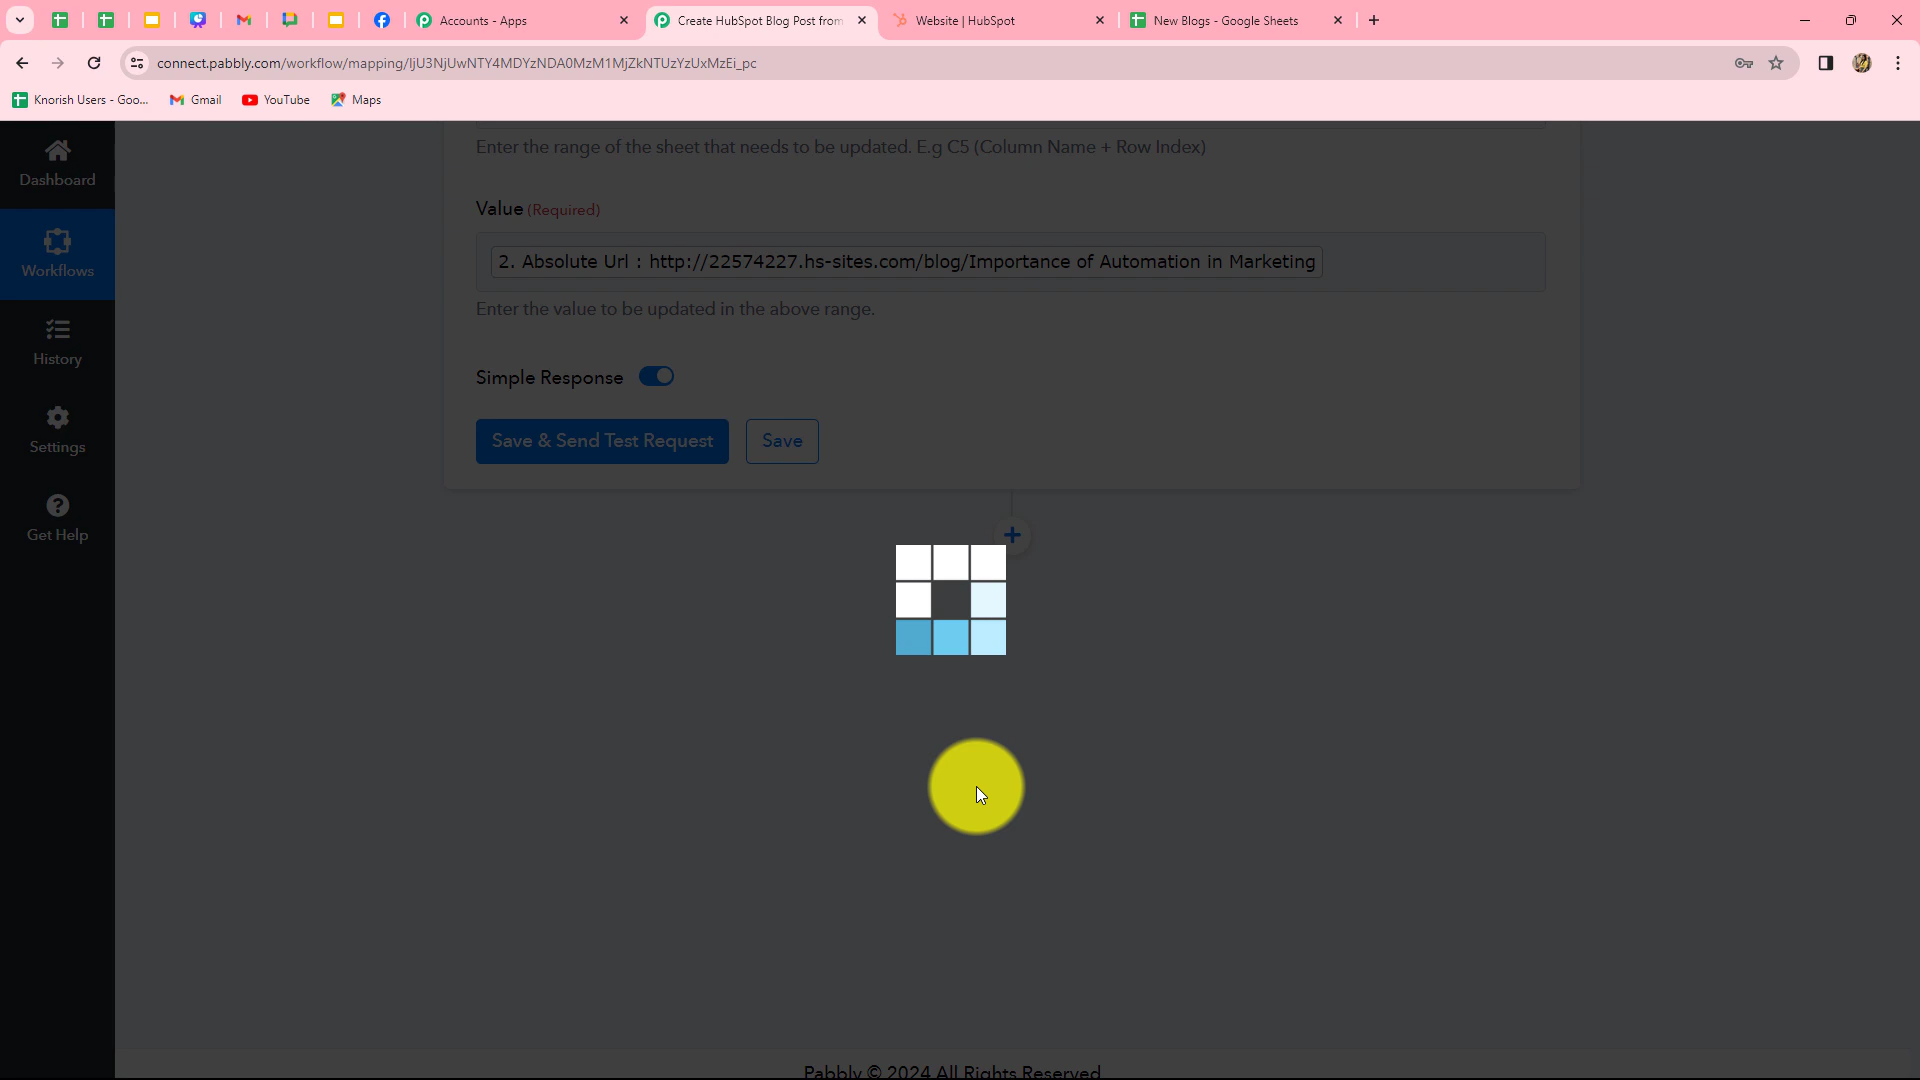 Accounts - Apps
Create HubSpot Blog Post from
Website | HubSpot
New Blogs - Google Sheets
connect.pabbly.com/workflow/mapping/IjU3NjUwNTY4MDYzNDA0MzM1MjZkNTUzYzUxMzEi_pc
Knorish Users - Goo...
Gmail
YouTube
Maps
Dashboard
Workflows
History
Settings
Get Help
Enter the range of the sheet that needs to be updated. E.g C5 (Column Name + Row Index)
Value (Required)
2. Absolute Url : http://22574227.hs-sites.com/blog/Importance of Automation in Marketing
Enter the value to be updated in the above range.
Simple Response
Save & Send Test Request
Save
Pabbly © 2024 All Rights Reserved